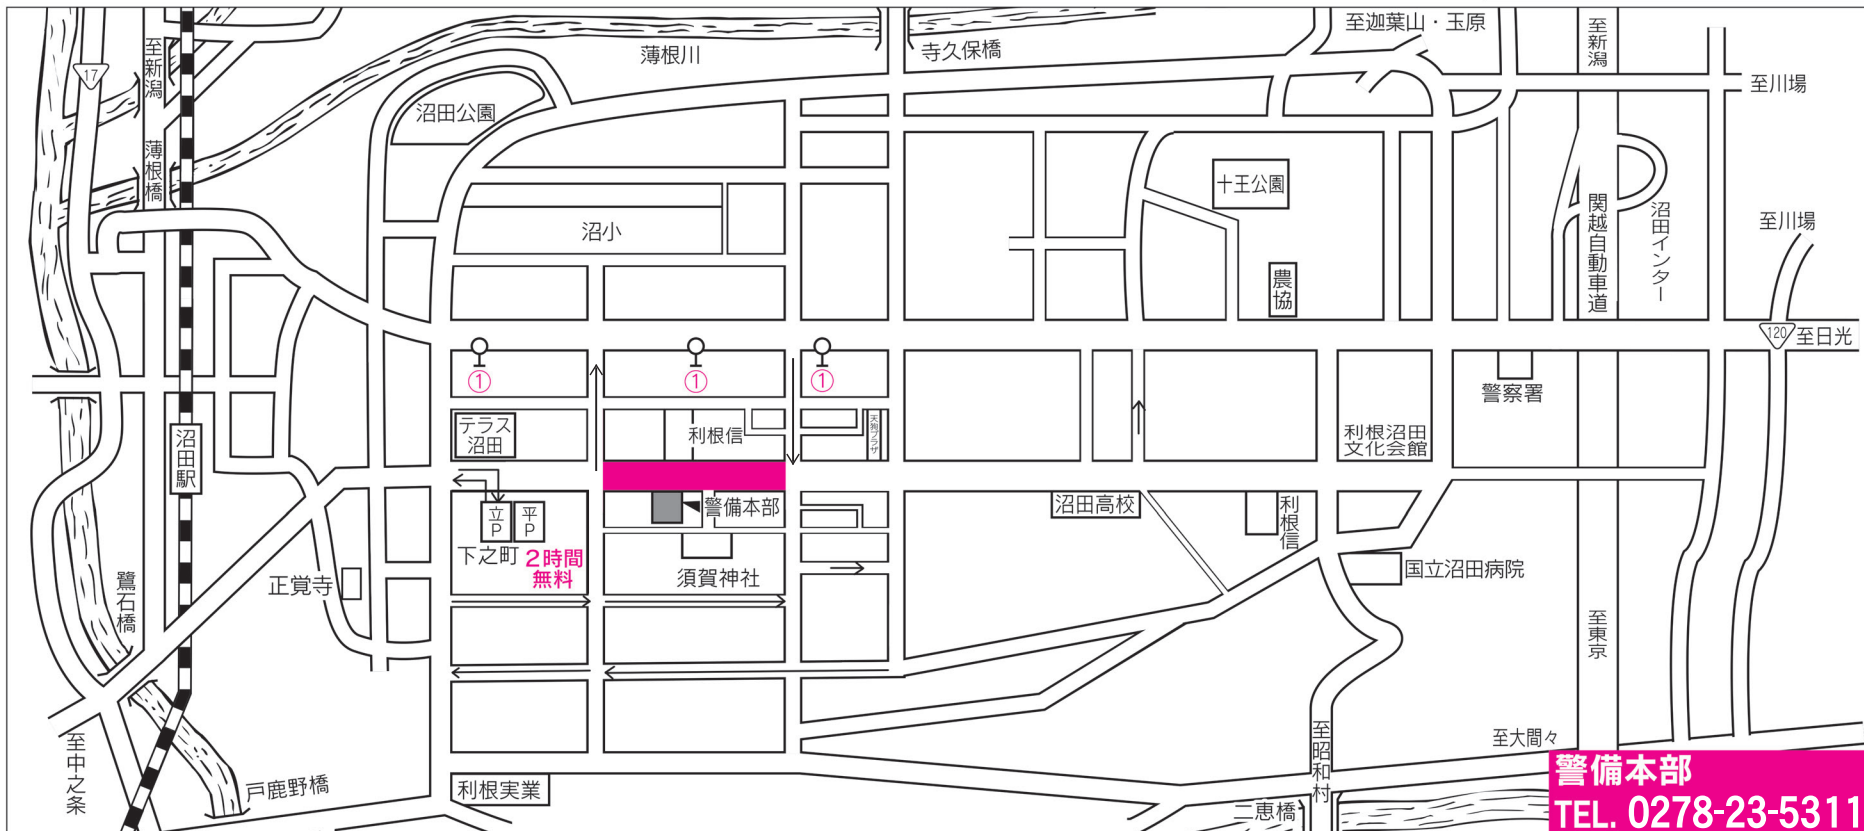 17
至新潟
薄根橋
薄根川
寺久保橋
至迦葉山・玉原
至新潟
至川場
沼田公園
十王公園
沼小
関越自動車道
沼田インター
至川場
農協
120
至日光
①
①
①
警察署
テラス
沼田
利根信
天狗プラザ
利根沼田
文化会館
沼田駅
立P
平P
警備本部
沼田高校
利根信
下之町
2時間
無料
須賀神社
国立沼田病院
正覚寺
鷺石橋
至東京
至中之条
戸鹿野橋
利根実業
至昭和村
至大間々
二恵橋
警備本部
TEL. 0278-23-5311